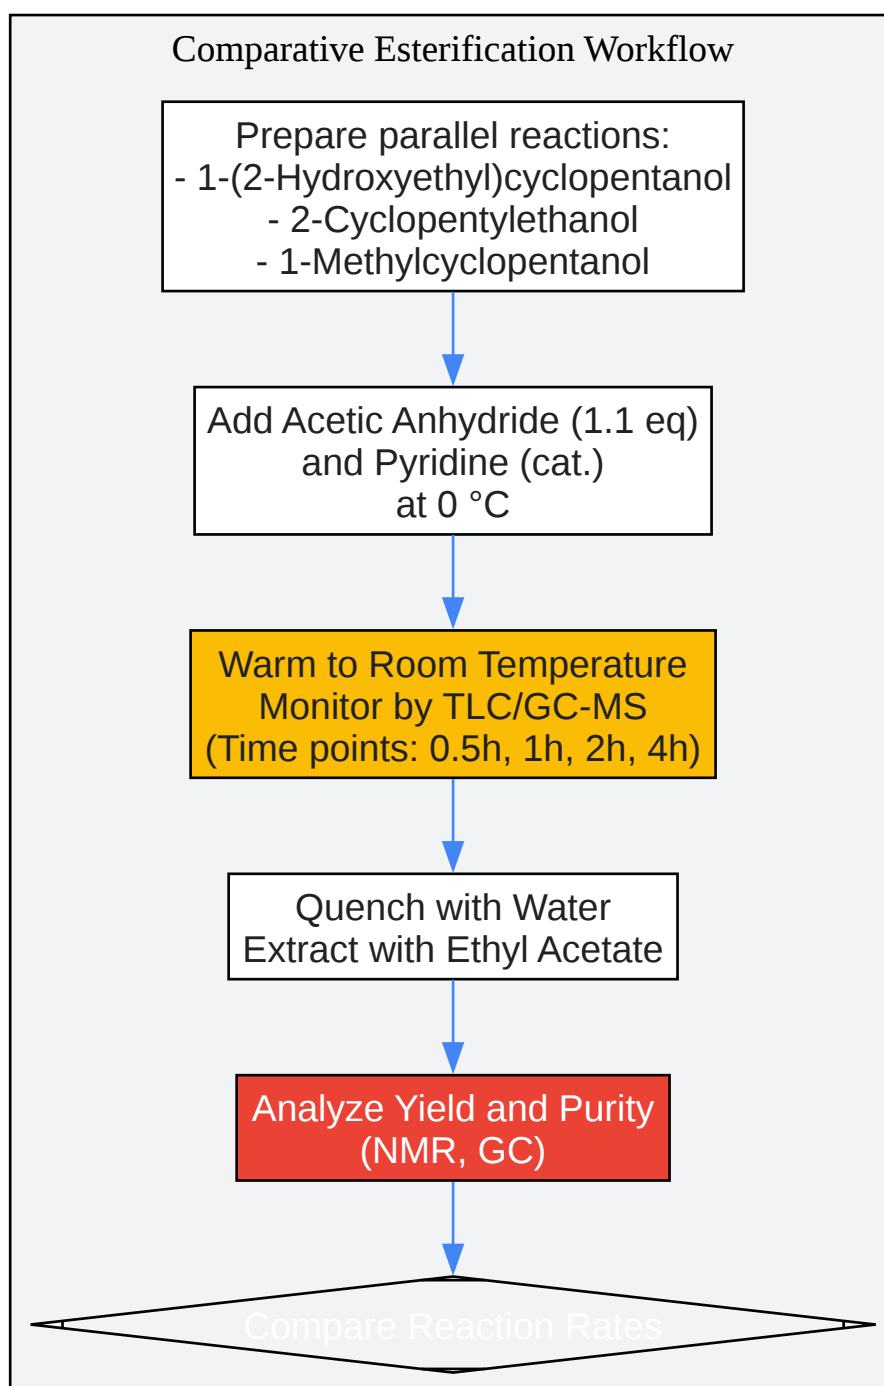 Comparative Esterification Workflow
Prepare parallel reactions:
- 1-(2-Hydroxyethyl)cyclopentanol
- 2-Cyclopentylethanol
- 1-Methylcyclopentanol
Add Acetic Anhydride (1.1 eq)
and Pyridine (cat.)
at 0 °C
Warm to Room Temperature
Monitor by TLC/GC-MS
(Time points: 0.5h, 1h, 2h, 4h)
Quench with Water
Extract with Ethyl Acetate
Analyze Yield and Purity
(NMR, GC)
Compare Reaction Rates